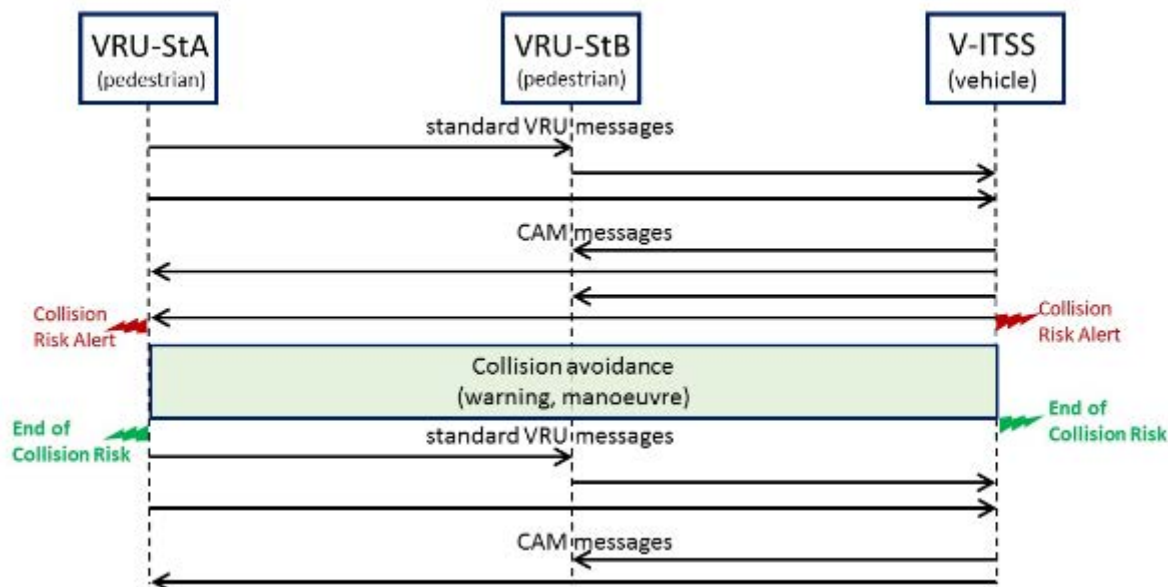 VRU-StA
(pedestrian)
VRU-StB
(pedestrian)
V-ITSS
(vehicle)
standard VRU messages
CAM messages
Collision
Risk Alert
Collision
Risk Alert
Collision avoidance
(warning, manoeuvre)
End of
Collision Risk
End of
Collision Risk
standard VRU messages
CAM messages